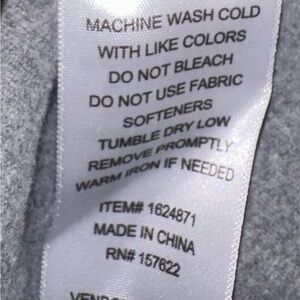 MACHINE WASH COLD
WITH LIKE COLORS
DO NOT BLEACH
DO NOT USE FABRIC
SOFTENERS
TUMBLE DRY LOW
REMOVE PROMPTLY
WARM IRON IF NEEDED
ITEM# 1624871
MADE IN CHINA
RN# 157622